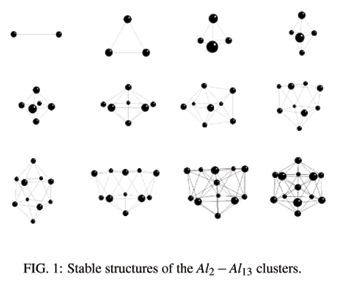 FIG. 1: Stable structures of the Al₂ − Al₁₃ clusters.